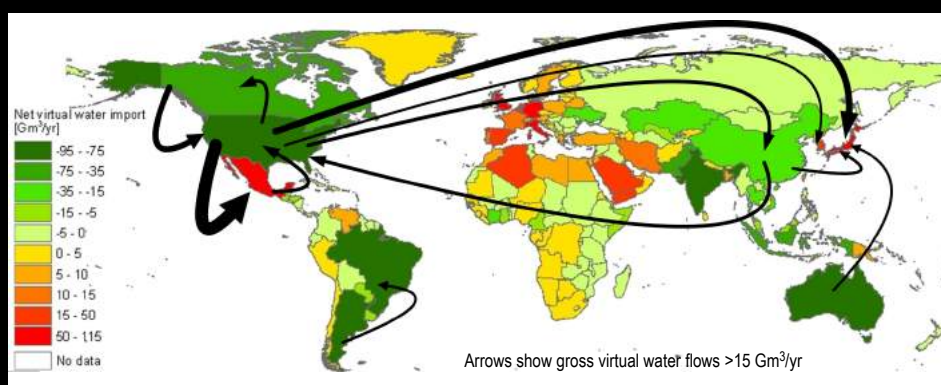 Net virtual water import
[Gm³/yr]
-95 - -75
-75 - -35
-35 - -15
-15 - -5
-5 - 0
0 - 5
5 - 10
10 - 15
15 - 50
50 - 115
No data
Arrows show gross virtual water flows >15 Gm³/yr